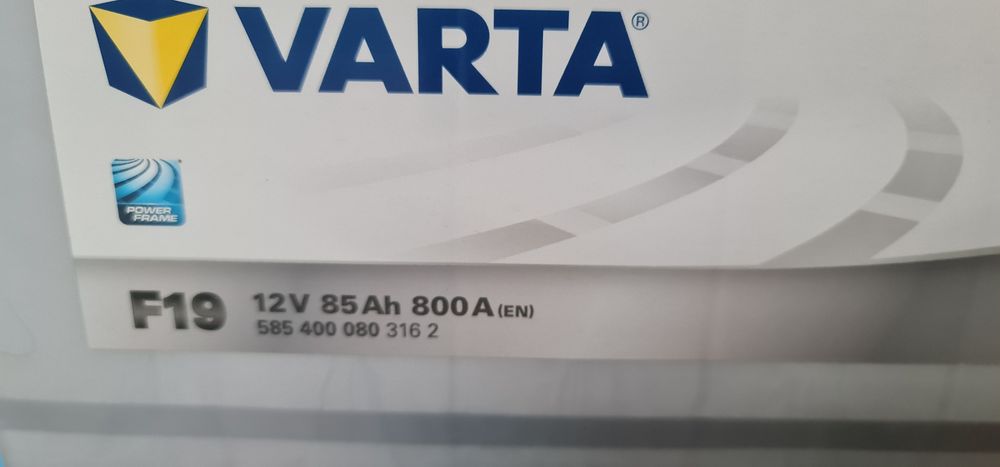 VARTA®
POWER
FRAME
F19 12V 85Ah 800A (EN)
585 400 080 316 2